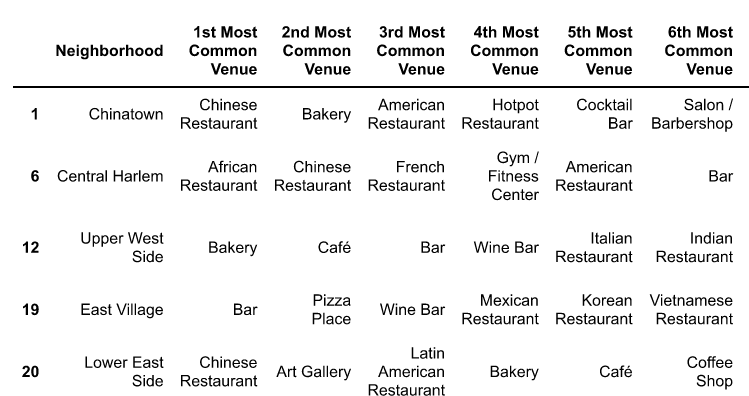 Neighborhood 1st Most Common Venue 2nd Most Common Venue 3rd Most Common Venue 4th Most Common Venue 5th Most Common Venue 6th Most Common Venue
1 Chinatown Chinese Restaurant Bakery American Restaurant Hotpot Restaurant Cocktail Bar Salon / Barbershop
6 Central Harlem African Restaurant Chinese Restaurant French Restaurant Gym / Fitness Center American Restaurant Bar
12 Upper West Side Bakery Café Bar Wine Bar Italian Restaurant Indian Restaurant
19 East Village Bar Pizza Place Wine Bar Mexican Restaurant Korean Restaurant Vietnamese Restaurant
20 Lower East Side Chinese Restaurant Art Gallery Latin American Restaurant Bakery Café Coffee Shop